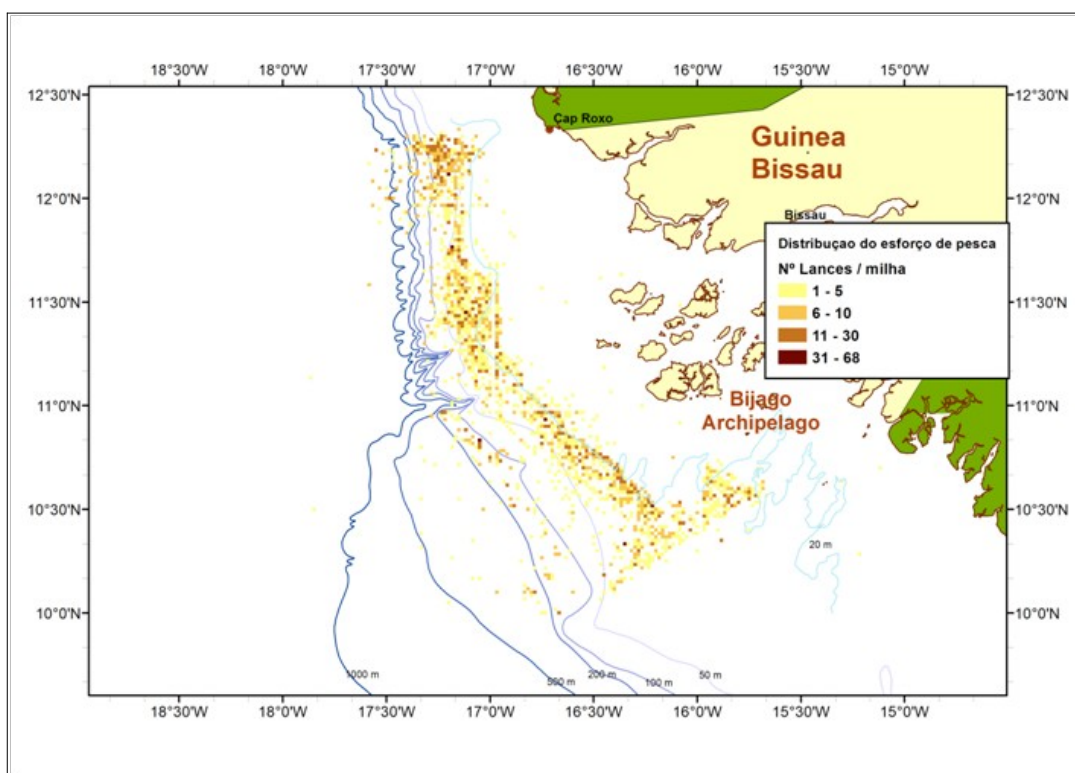 18°30'W 18°0'W 17°30'W 17°0'W 16°30'W 16°0'W 15°30'W 15°0'W
12°30'N 12°30'N
Cap Roxo
Guinea
Bissau
12°0'N 12°0'N
Bissau
Distribuçao do esforço de pesca
Nº Lances / milha
1 - 5
6 - 10
11 - 30
31 - 68
11°30'N 11°30'N
11°0'N 11°0'N
Bijago
Archipelago
10°30'N 10°30'N
20 m
10°0'N 10°0'N
1000 m 500 m 200 m 100 m 50 m
18°30'W 18°0'W 17°30'W 17°0'W 16°30'W 16°0'W 15°30'W 15°0'W